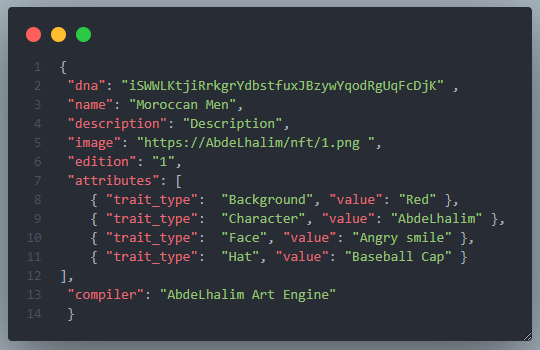 1 {
2 "dna": "iSWWLKtjiRrkgrYdbstfuxJBzywYqodRgUqFcDjK" ,
3 "name": "Moroccan Men",
4 "description": "Description",
5 "image": "https://AbdeLhalim/nft/1.png ",
6 "edition": "1",
7 "attributes": [
8 { "trait_type":  "Background", "value": "Red" },
9 { "trait_type":  "Character", "value": "AbdeLhalim" },
10 { "trait_type":  "Face", "value": "Angry smile" },
11 { "trait_type":  "Hat", "value": "Baseball Cap" }
12 ],
13 "compiler": "AbdeLhalim Art Engine"
14 }